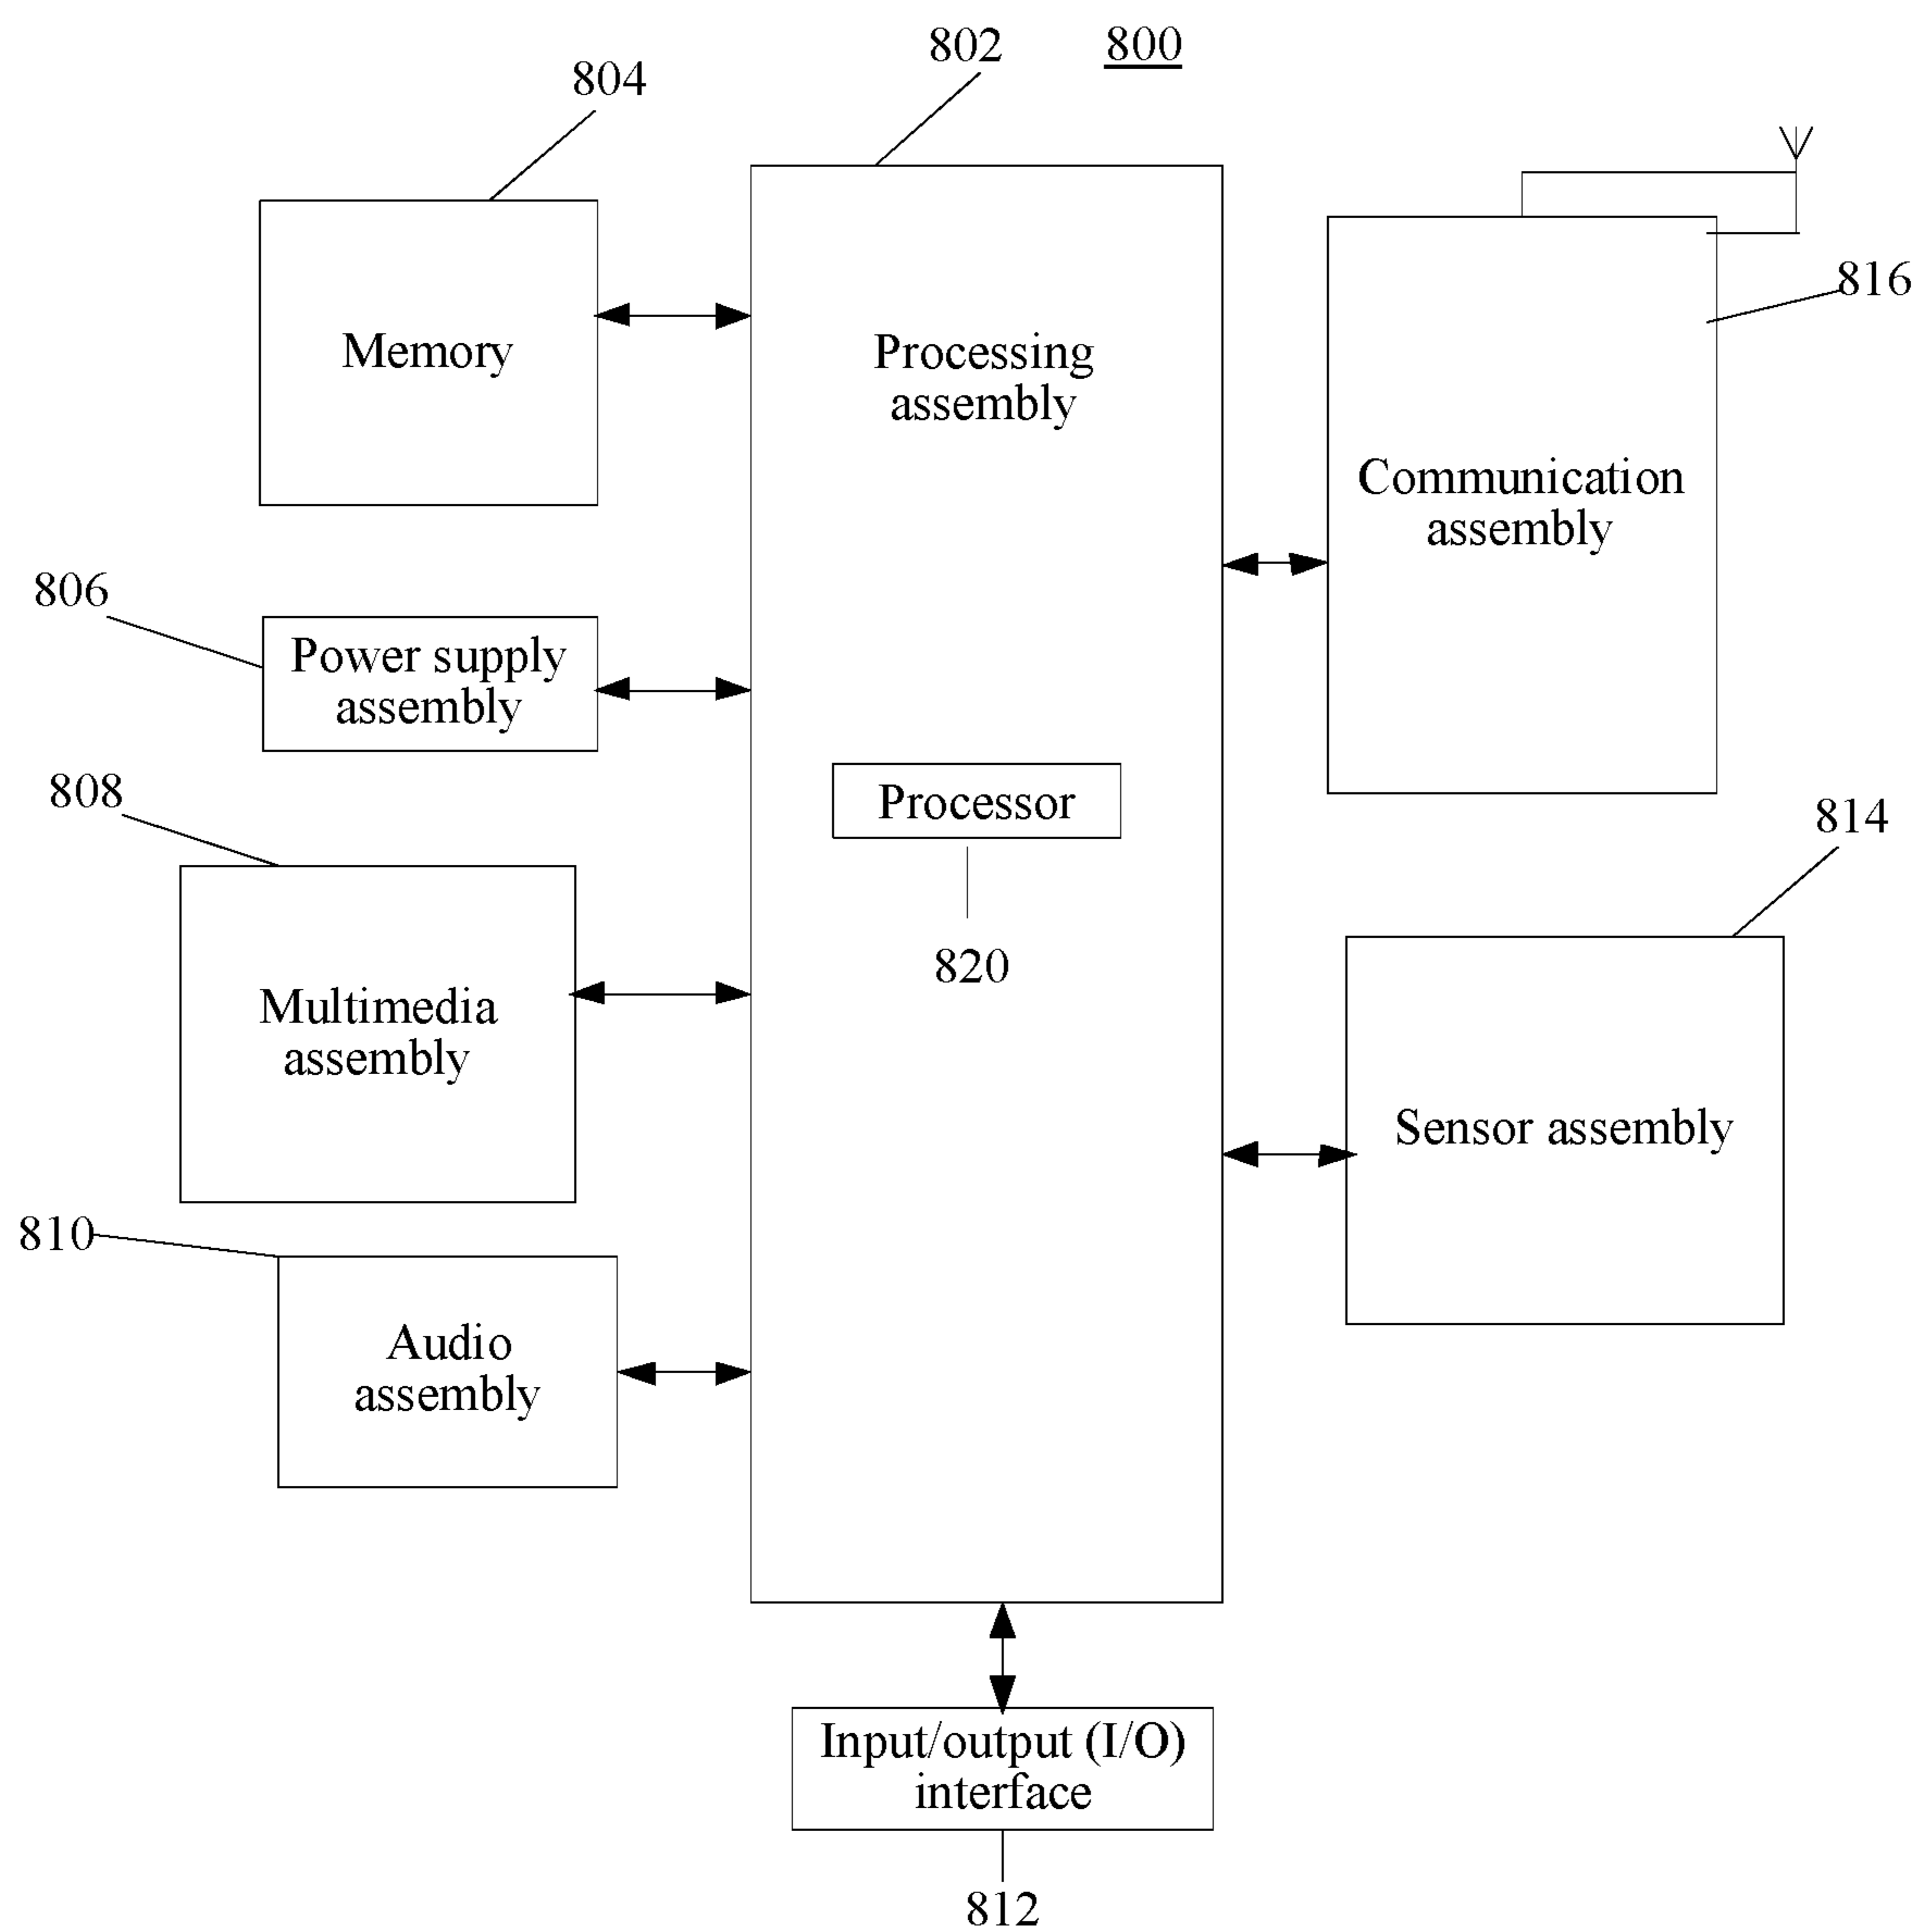 802
800
804
816
Memory
Processing
assembly
Communication
assembly
806
Power supply
assembly
808
Processor
814
820
Multimedia
assembly
Sensor assembly
810
Audio
assembly
Input/output (I/O)
interface
812